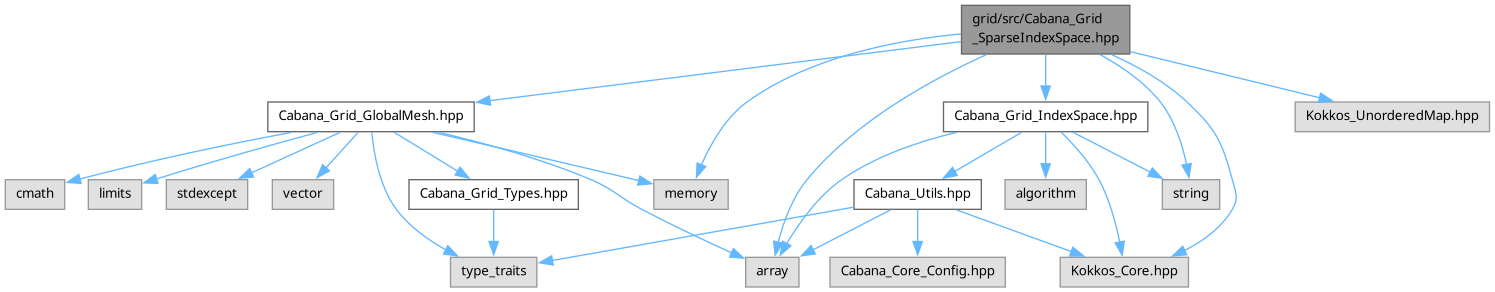 grid/src/Cabana_Grid
_SparseIndexSpace.hpp
Cabana_Grid_GlobalMesh.hpp
Cabana_Grid_IndexSpace.hpp
Kokkos_UnorderedMap.hpp
cmath
limits
stdexcept
vector
Cabana_Grid_Types.hpp
memory
Cabana_Utils.hpp
algorithm
string
type_traits
array
Cabana_Core_Config.hpp
Kokkos_Core.hpp